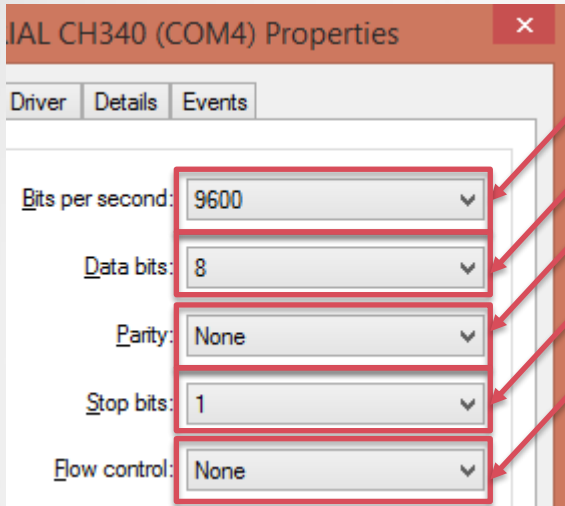 IAL CH340 (COM4) Properties
Driver Details Events
Bits per second: 9600
Data bits: 8
Parity: None
Stop bits: 1
Flow control: None